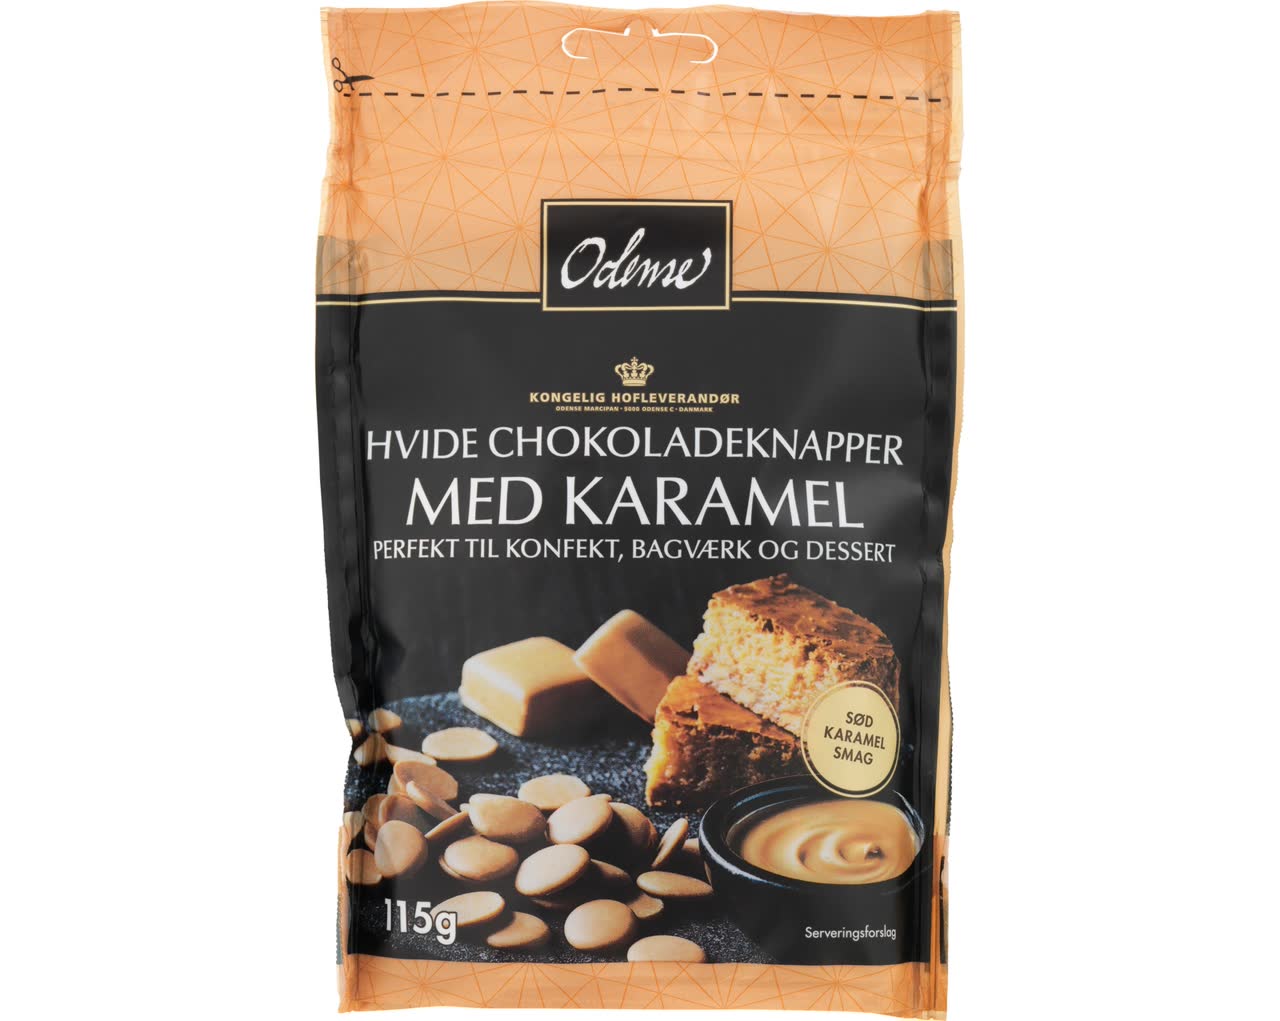 Odense
KONGELIG HOFLEVERANDØR
ODENSE MARCIPAN · 5000 ODENSE C · DANMARK
HVIDE CHOKOLADEKNAPPER
MED KARAMEL
PERFEKT TIL KONFEKT, BAGVÆRK OG DESSERT
SØD
KARAMEL
SMAG
115g
Serveringsforslag